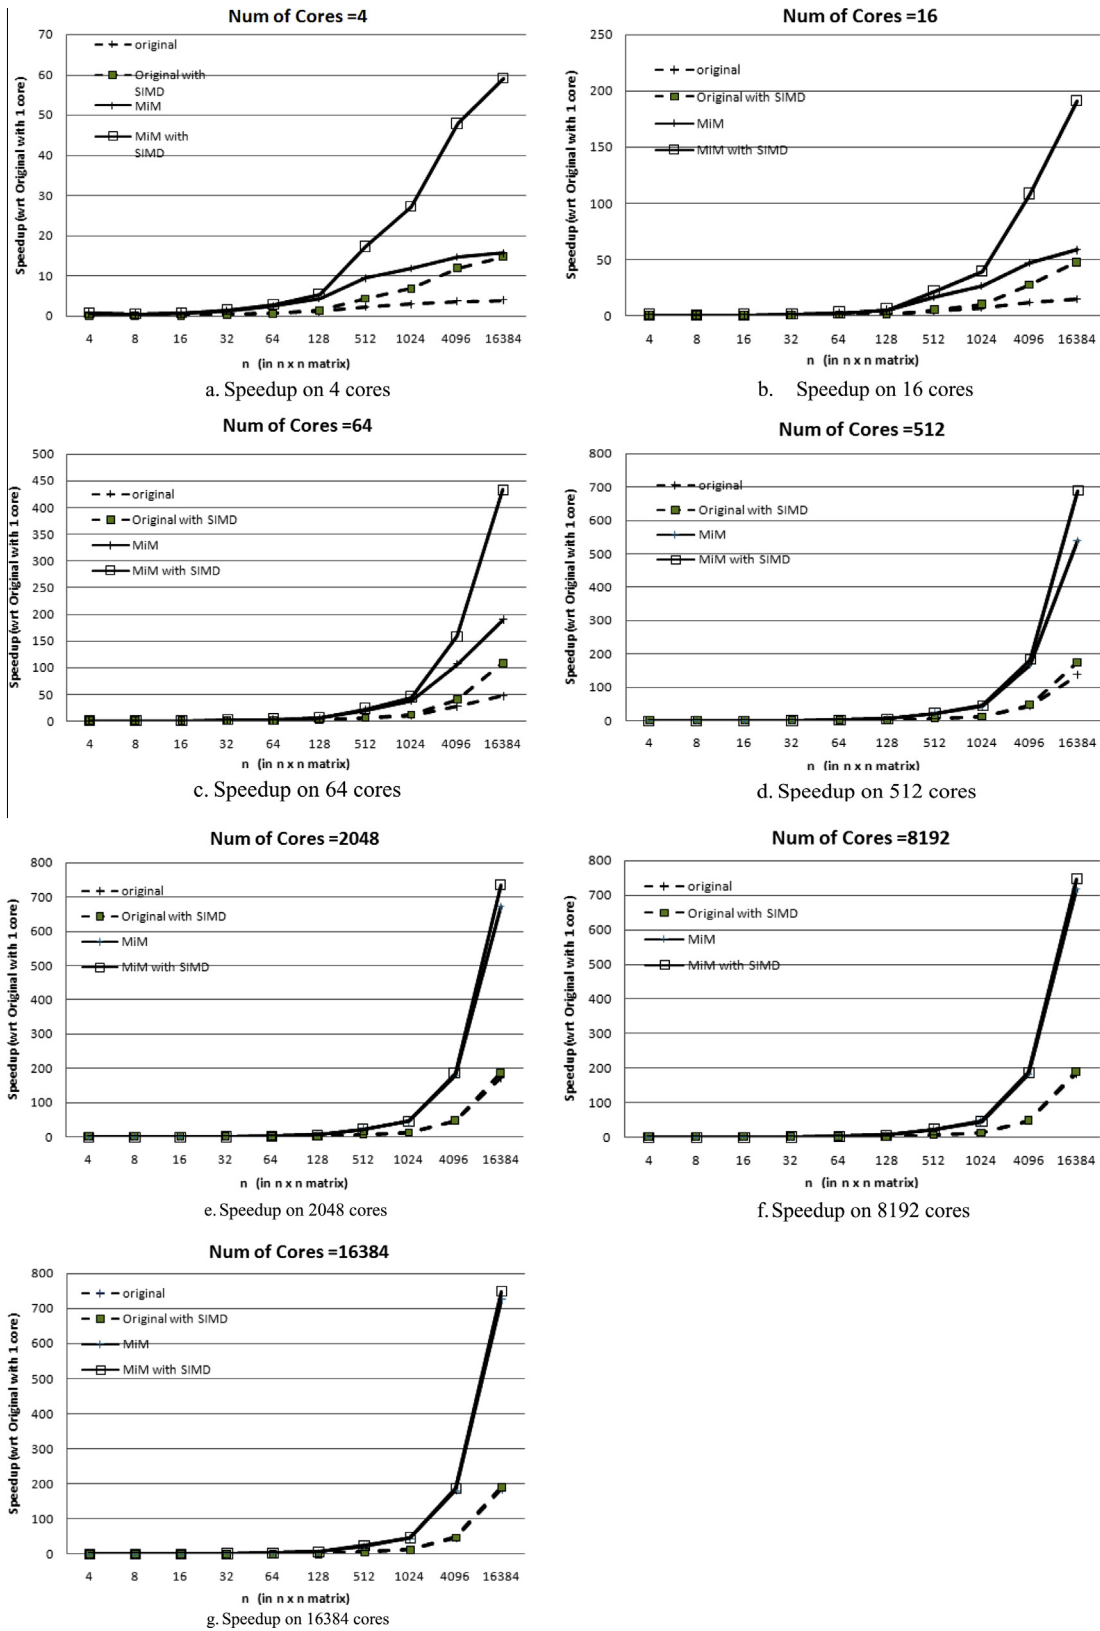 Num of Cores =4
Speedup (wrt Original with 1 core)
70
60
50
40
30
20
10
0
original
Original with
SIMD
MiM
MiM with
SIMD
4 8 16 32 64 128 512 1024 4096 16384
n (in n x n matrix)
a. Speedup on 4 cores
Num of Cores =16
Speedup (wrt Original with 1 core)
250
200
150
100
50
0
original
Original with SIMD
MiM
MiM with SIMD
4 8 16 32 64 128 512 1024 4096 16384
n (in n x n matrix)
b. Speedup on 16 cores
Num of Cores =64
Speedup (wrt Original with 1 core)
500
450
400
350
300
250
200
150
100
50
0
original
Original with SIMD
MiM
MiM with SIMD
4 8 16 32 64 128 512 1024 4096 16384
n (in n x n matrix)
c. Speedup on 64 cores
Num of Cores =512
Speedup (wrt Original with 1 core)
800
700
600
500
400
300
200
100
0
original
Original with SIMD
MiM
MiM with SIMD
4 8 16 32 64 128 512 1024 4096 16384
n (in n x n matrix)
d. Speedup on 512 cores
Num of Cores =2048
Speedup (wrt Original with 1 core)
800
700
600
500
400
300
200
100
0
original
Original with SIMD
MiM
MiM with SIMD
4 8 16 32 64 128 512 1024 4096 16384
n (in n x n matrix)
e. Speedup on 2048 cores
Num of Cores =8192
Speedup (wrt Original with 1 core)
800
700
600
500
400
300
200
100
0
original
Original with SIMD
MiM
MiM with SIMD
4 8 16 32 64 128 512 1024 4096 16384
n (in n x n matrix)
f. Speedup on 8192 cores
Num of Cores =16384
Speedup (wrt Original with 1 core)
800
700
600
500
400
300
200
100
0
original
Original with SIMD
MiM
MiM with SIMD
4 8 16 32 64 128 512 1024 4096 16384
n (in n x n matrix)
g. Speedup on 16384 cores